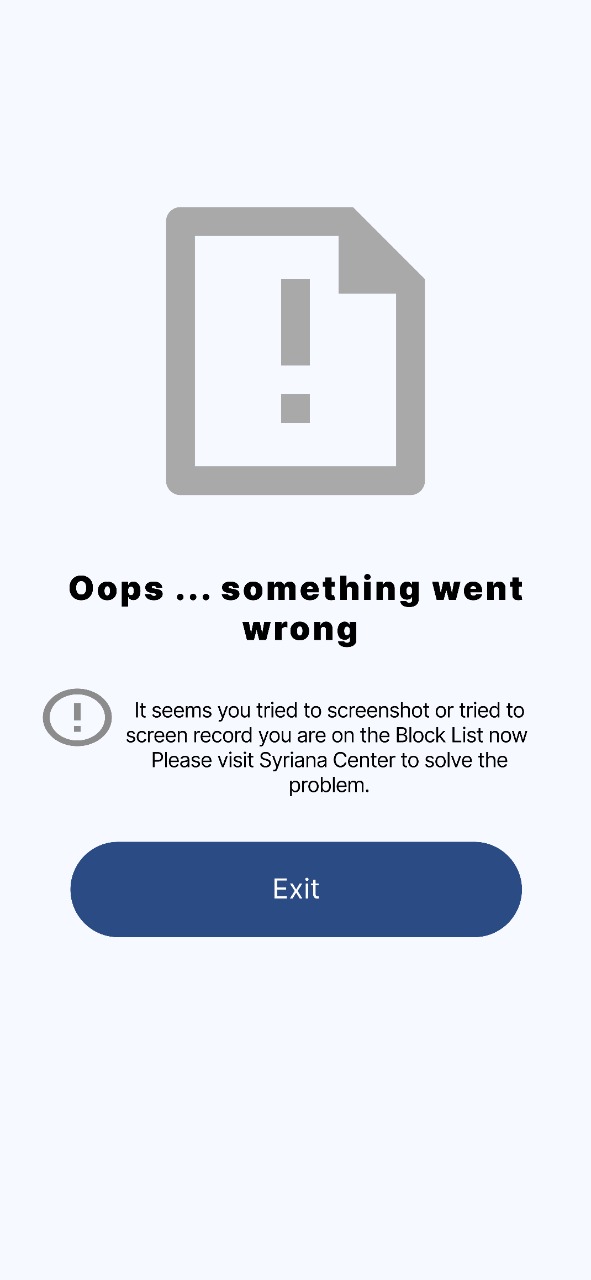 Oops ... something went
wrong
It seems you tried to screenshot or tried to
screen record you are on the Block List now
Please visit Syriana Center to solve the
problem.
Exit